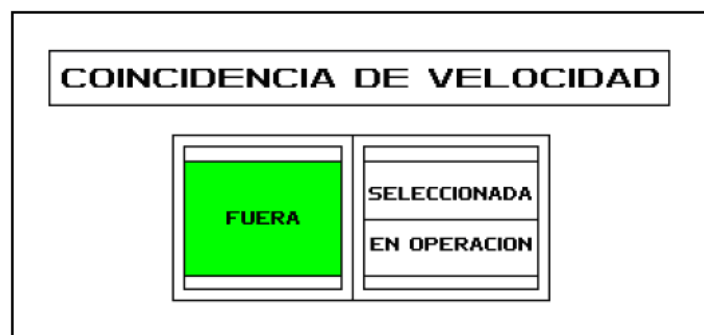 COINCIDENCIA DE VELOCIDAD
FUERA
SELECCIONADA
EN OPERACION